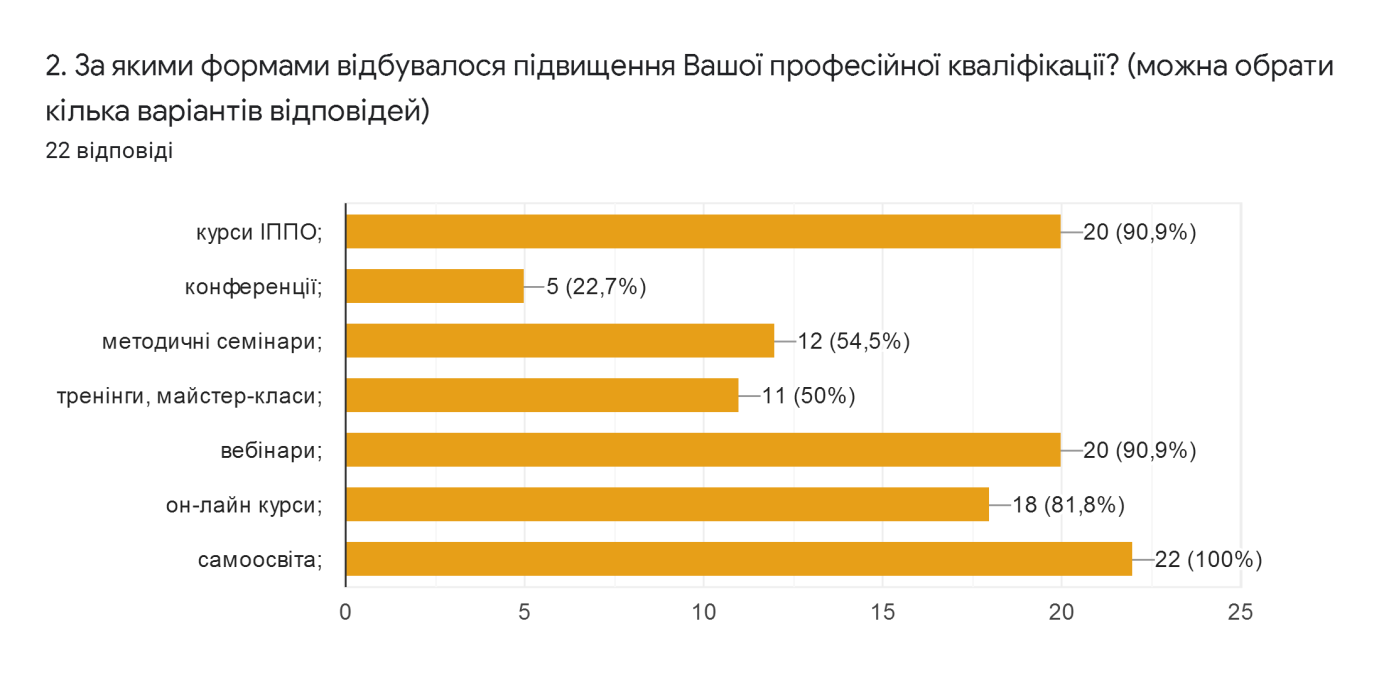 2. За якими формами відбувалося підвищення Вашої професійної кваліфікації? (можна обрати
кілька варіантів відповідей)
22 відповіді
курси ІППО;
20 (90,9%)
конференції;
5 (22,7%)
методичні семінари;
12 (54,5%)
тренінги, майстер-класи;
11 (50%)
вебінари;
20 (90,9%)
он-лайн курси;
18 (81,8%)
самоосвіта;
22 (100%)
0
5
10
15
20
25